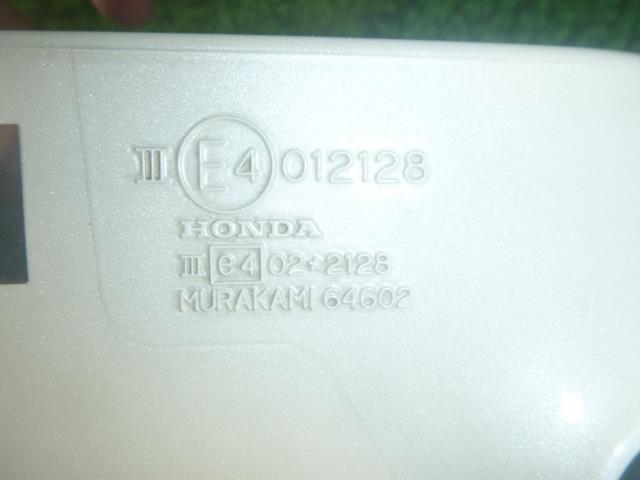 III E4 012128
HONDA
III e4 02*2128
MURAKAMI 64602